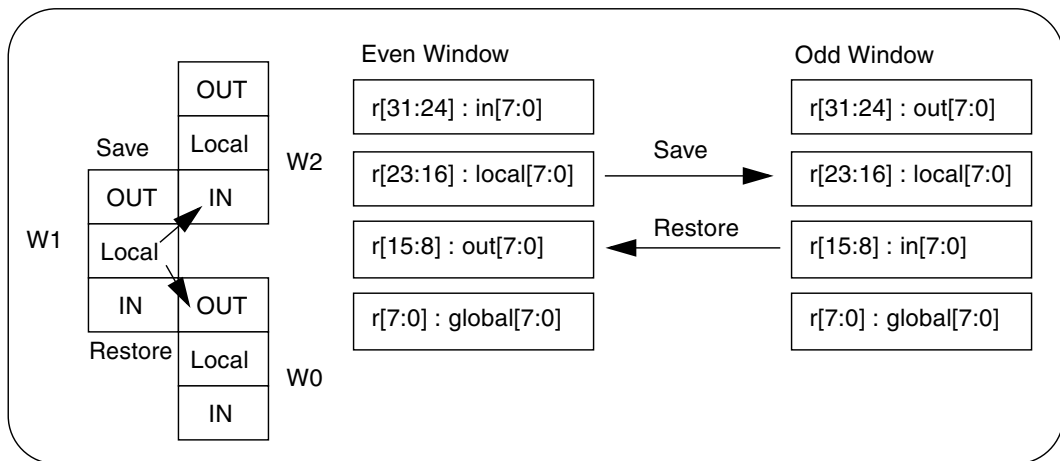 OUT
Local
IN
W2
Save
OUT
Local
IN
W1
Restore
OUT
Local
IN
W0
Even Window
r[31:24] : in[7:0]
r[23:16] : local[7:0]
r[15:8] : out[7:0]
r[7:0] : global[7:0]
Save
Restore
Odd Window
r[31:24] : out[7:0]
r[23:16] : local[7:0]
r[15:8] : in[7:0]
r[7:0] : global[7:0]